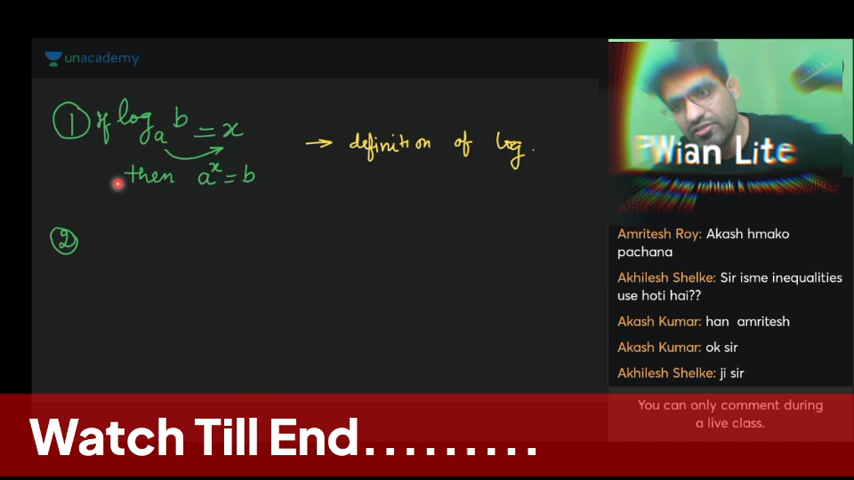 unacademy
① If log_a b = x → definition of log.
then a^x = b
②
Wian Lite
Amritesh Roy: Akash hmako
pachana
Akhilesh Shelke: Sir isme inequalities
use hoti hai??
Akash Kumar: han amritesh
Akash Kumar: ok sir
Akhilesh Shelke: ji sir
You can only comment during
a live class.
Watch Till End.........